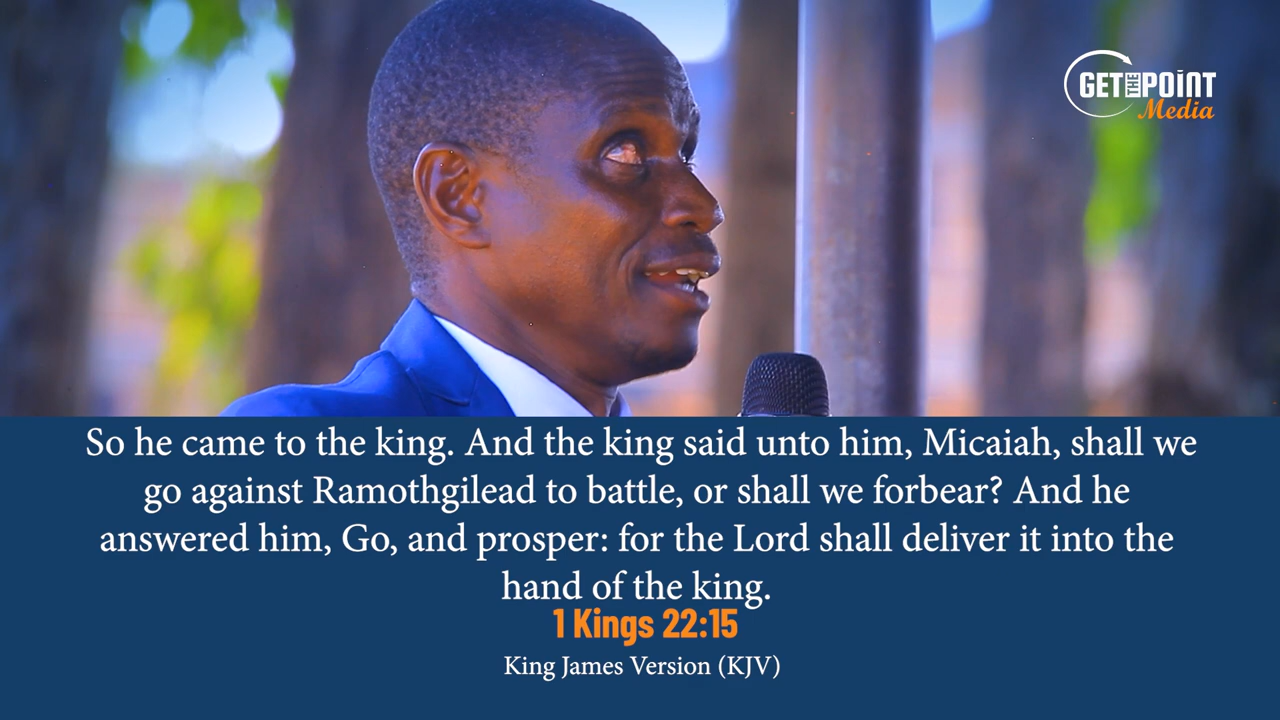 GET THE POINT
Media
So he came to the king. And the king said unto him, Micaiah, shall we
go against Ramothgilead to battle, or shall we forbear? And he
answered him, Go, and prosper: for the Lord shall deliver it into the
hand of the king.
1 Kings 22:15
King James Version (KJV)